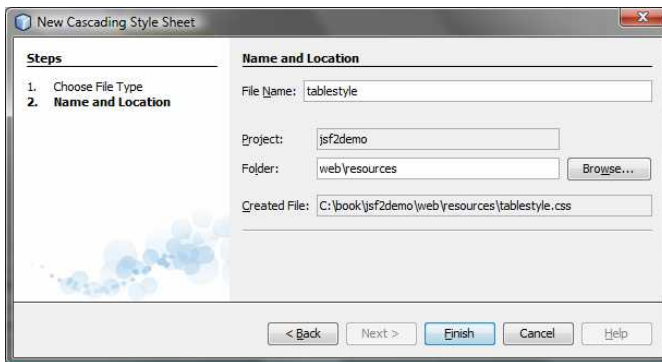 New Cascading Style Sheet
Steps
1. Choose File Type
2. Name and Location
Name and Location
File Name: tablestyle
Project: jsf2demo
Folder: web\resources Browse...
Created File: C:\book\jsf2demo\web\resources\tablestyle.css
< Back Next > Finish Cancel Help